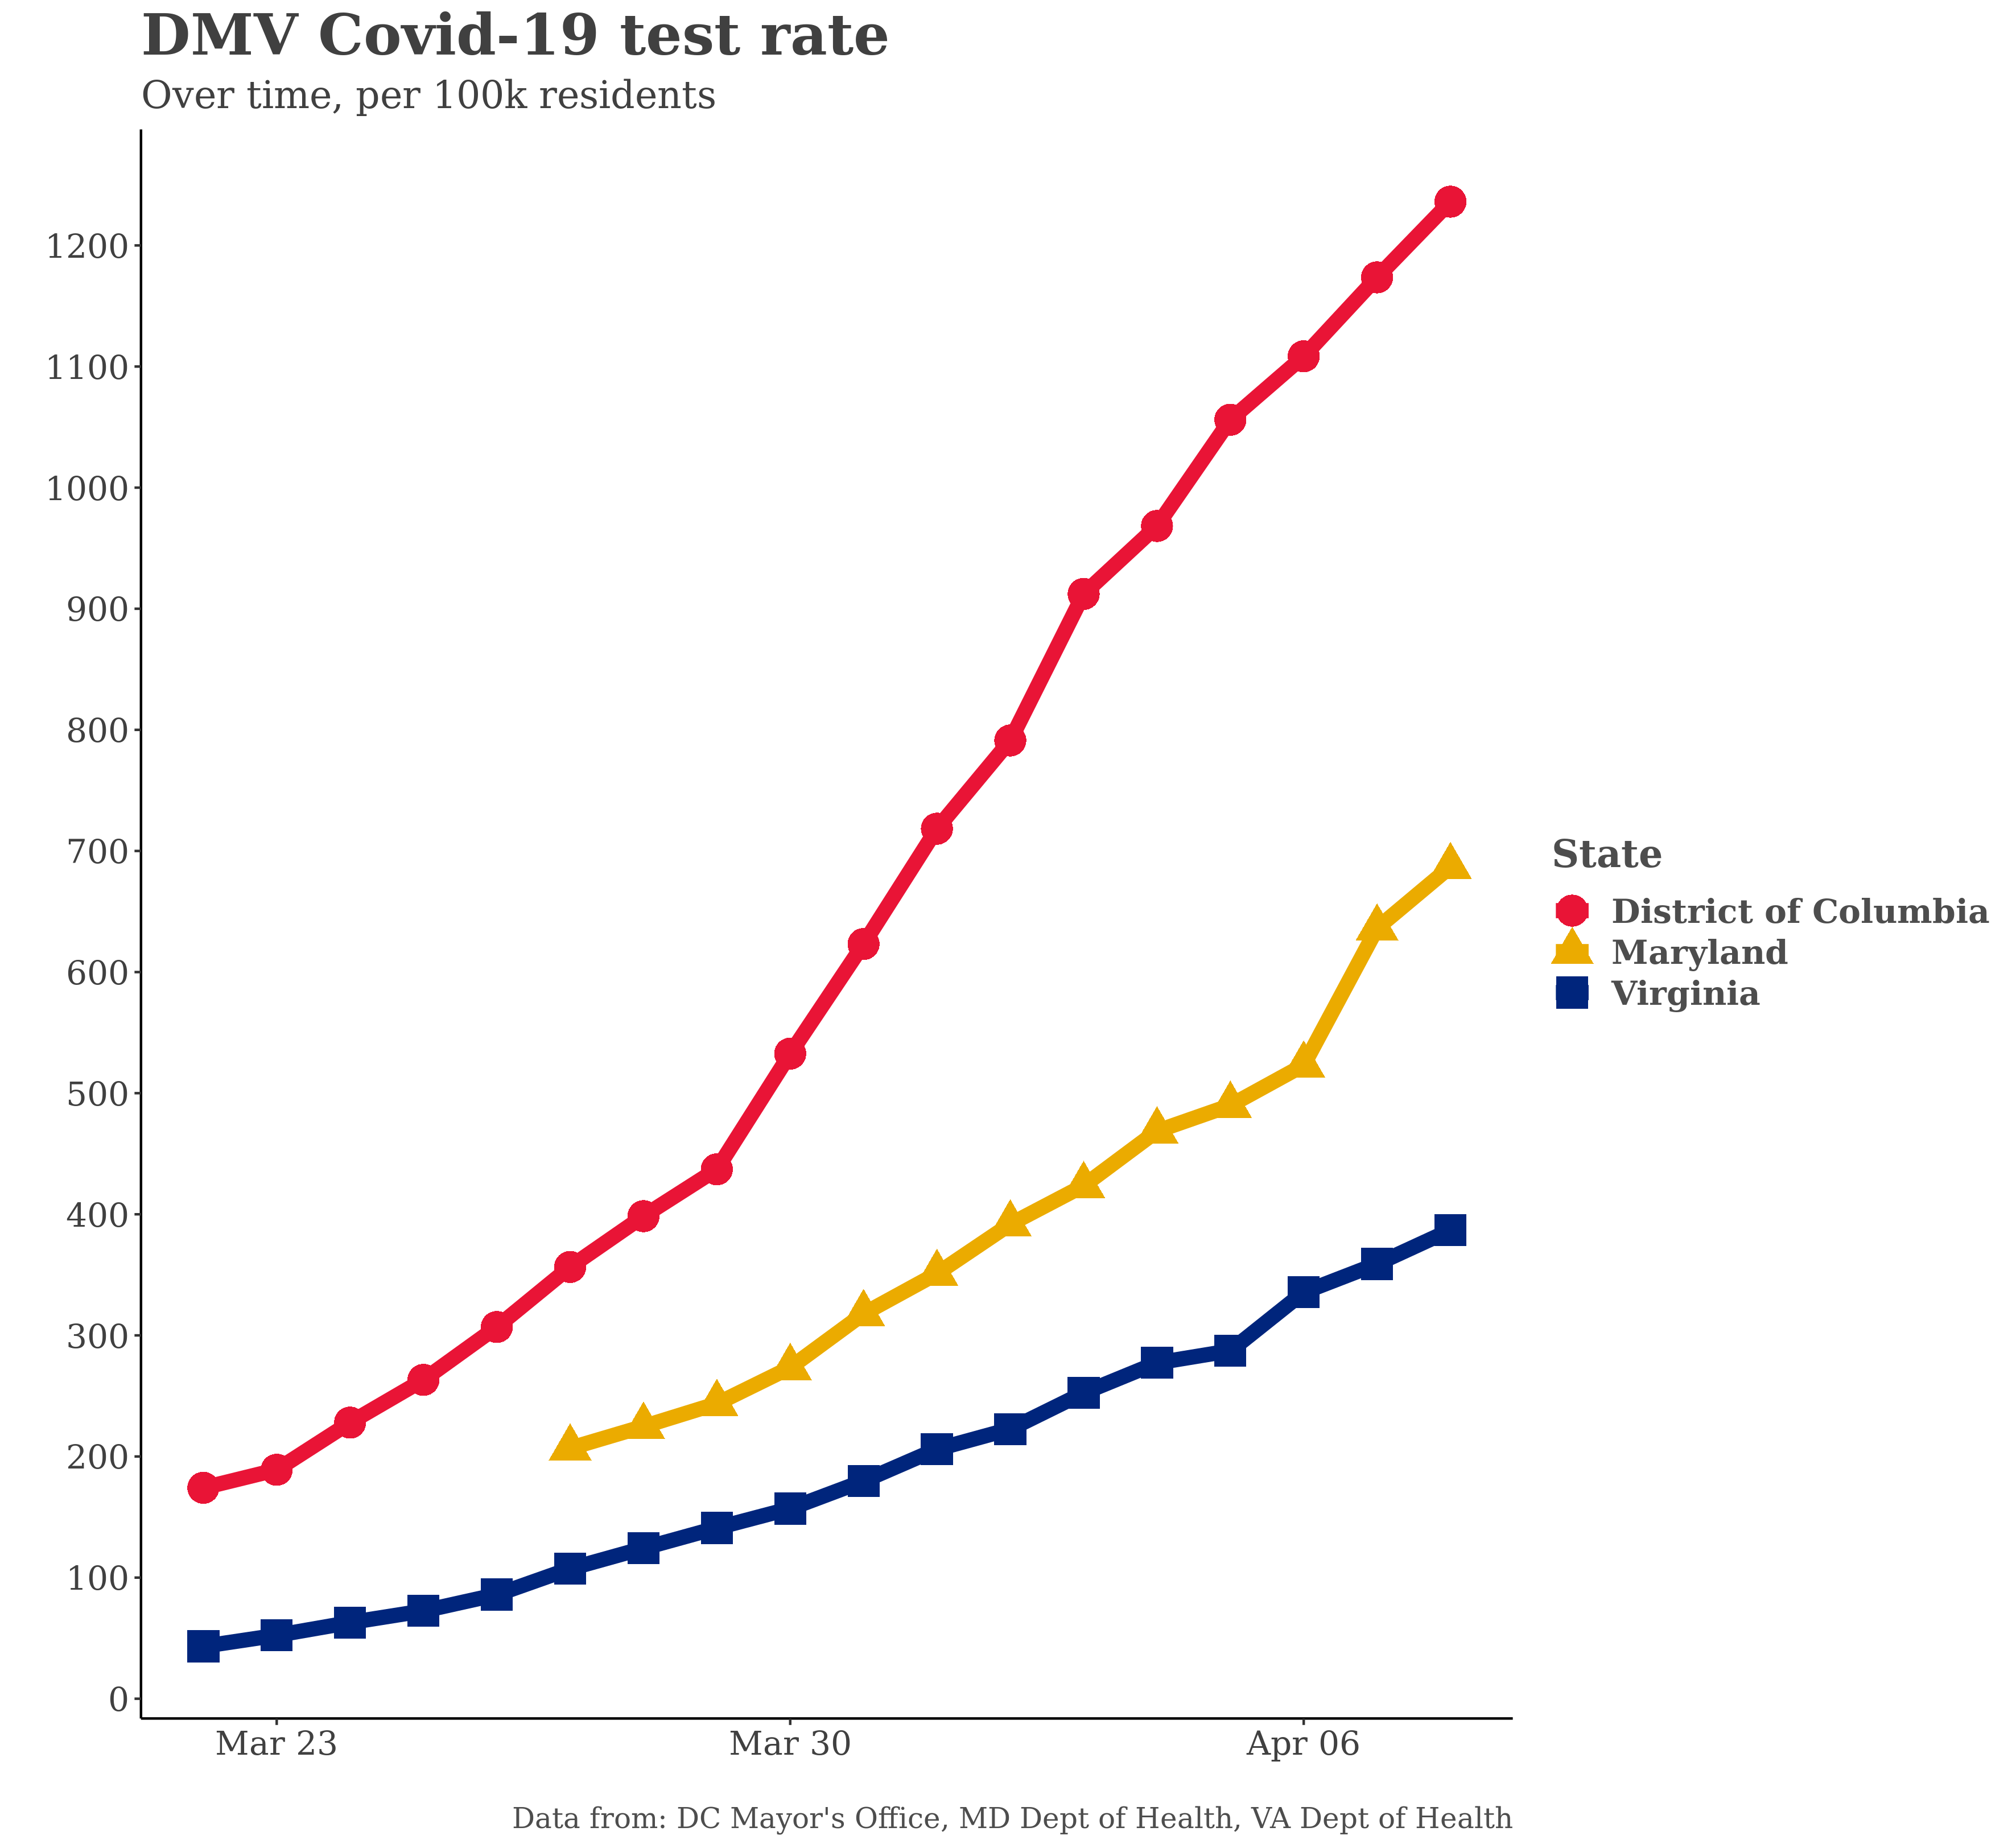 DMV Covid-19 test rate
Over time, per 100k residents
1200
1100
1000
900
800
700
600
500
400
300
200
100
0
Mar 23
Mar 30
Apr 06
State
District of Columbia
Maryland
Virginia
Data from: DC Mayor's Office, MD Dept of Health, VA Dept of Health